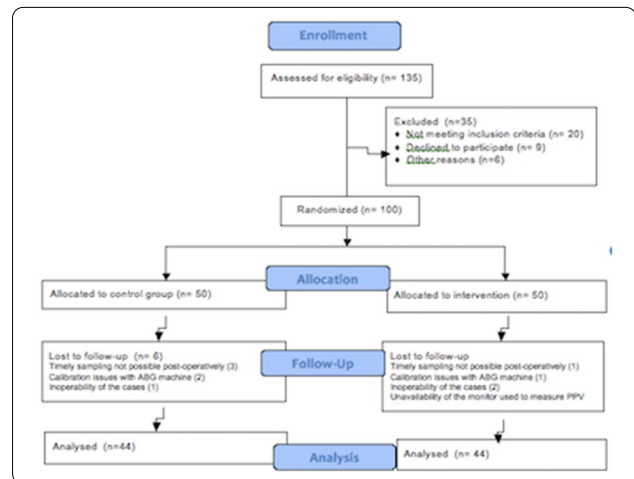 Enrollment
Assessed for eligibility (n= 135)
Excluded (n=35)
♦ Not meeting inclusion criteria (n= 20)
♦ Declined to participate (n= 9)
♦ Other reasons (n=6)
Randomized (n= 100)
Allocation
Allocated to control group (n= 50)
Allocated to intervention (n= 50)
Follow-Up
Lost to follow-up (n= 6)
Timely sampling not possible post-operatively (3)
Calibration issues with ABG machine (2)
Inoperability of the cases (1)
Lost to follow-up
Timely sampling not possible post-operatively (1)
Calibration issues with ABG machine (1)
Inoperability of the cases (2)
Unavailability of the monitor used to measure PPV
Analysed (n=44)
Analysed (n= 44)
Analysis